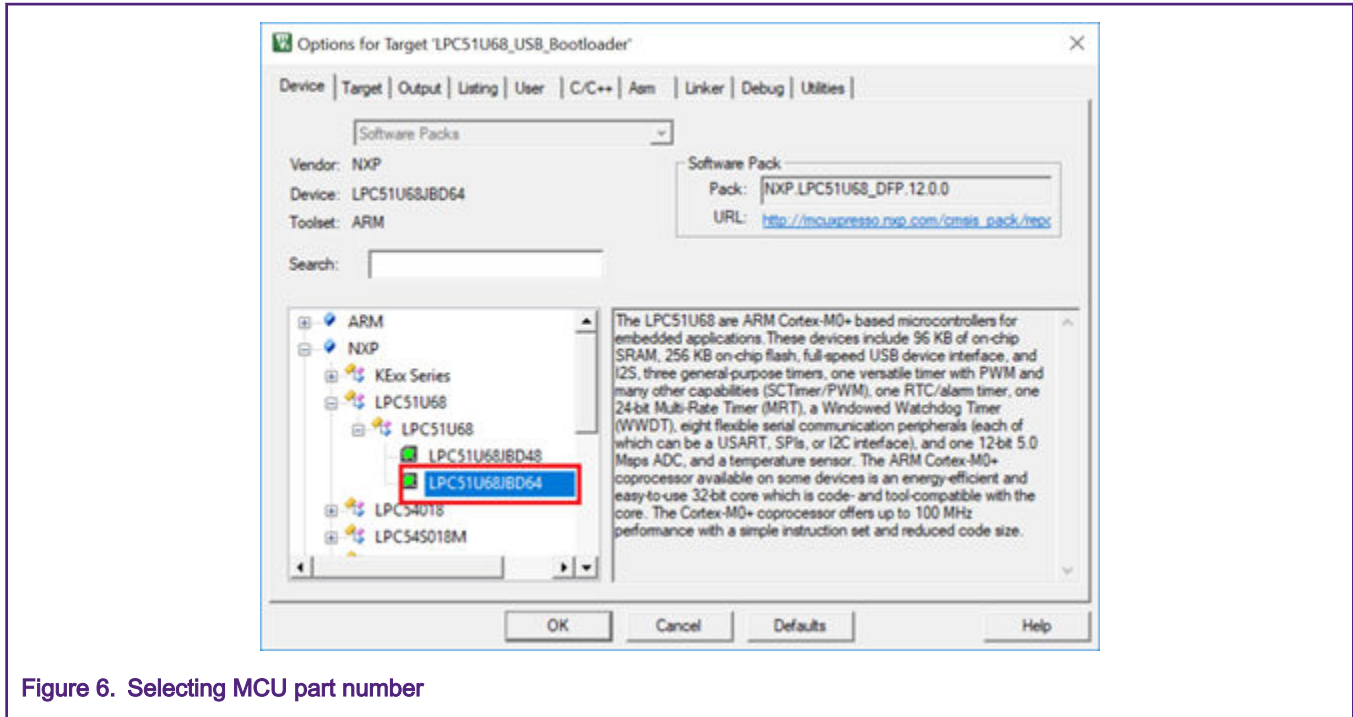 Options for Target 'LPC51U68_USB_Bootloader'
Device Target Output Listing User C/C++ Asm Linker Debug Utilities
Software Packs
Vendor: NXP
Device: LPC51U68JBD64
Toolset: ARM
Search:
Software Pack
Pack: NXP.LPC51U68_DFP.12.0.0
URL: http://mcuxpresso.nxp.com/cmsis_pack/repc
ARM
NXP
KExx Series
LPC51U68
LPC51U68
LPC51U68JBD48
LPC51U68JBD64
LPC54018
LPC54S018M
The LPC51U68 are ARM Cortex-M0+ based microcontrollers for
embedded applications.These devices include 96 KB of on-chip
SRAM, 256 KB on-chip flash, full-speed USB device interface, and
I2S, three general-purpose timers, one versatile timer with PWM and
many other capabilities (SCTimer/PWM), one RTC/alarm timer, one
24-bit Multi-Rate Timer (MRT), a Windowed Watchdog Timer
(WWDT), eight flexible serial communication peripherals (each of
which can be a USART, SPIs, or I2C interface), and one 12-bit 5.0
Msps ADC, and a temperature sensor. The ARM Cortex-M0+
coprocessor available on some devices is an energy-efficient and
easy-to-use 32-bit core which is code- and tool-compatible with the
core. The Cortex-M0+ coprocessor offers up to 100 MHz
performance with a simple instruction set and reduced code size.
OK Cancel Defaults Help
Figure 6. Selecting MCU part number